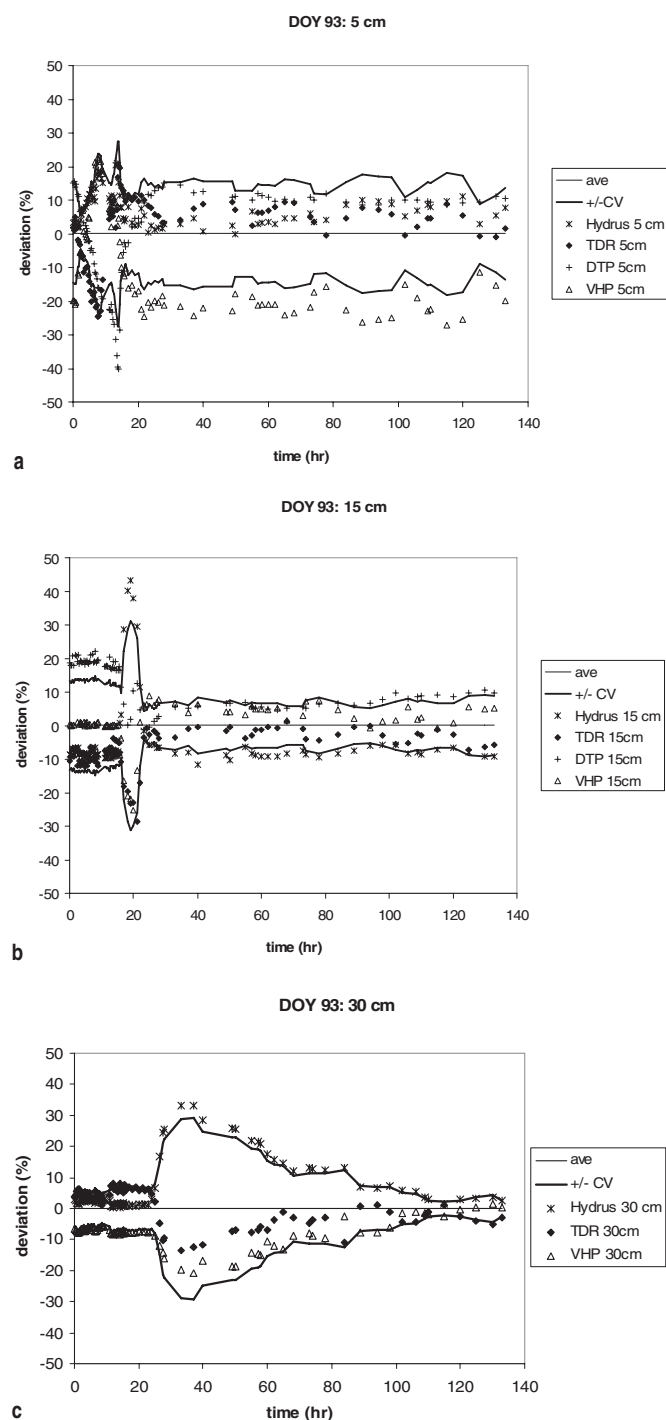 DOY 93: 5 cm
50
40
30
20
10
0
-10
-20
-30
-40
-50
deviation (%)
0 20 40 60 80 100 120 140
time (hr)
ave
+/-CV
Hydrus 5 cm
TDR 5cm
DTP 5cm
VHP 5cm
a
DOY 93: 15 cm
50
40
30
20
10
0
-10
-20
-30
-40
-50
deviation (%)
0 20 40 60 80 100 120 140
time (hr)
ave
+/- CV
Hydrus 15 cm
TDR 15cm
DTP 15cm
VHP 15cm
b
DOY 93: 30 cm
50
40
30
20
10
0
-10
-20
-30
-40
-50
deviation (%)
0 20 40 60 80 100 120 140
time (hr)
ave
+/- CV
Hydrus 30 cm
TDR 30cm
VHP 30cm
c